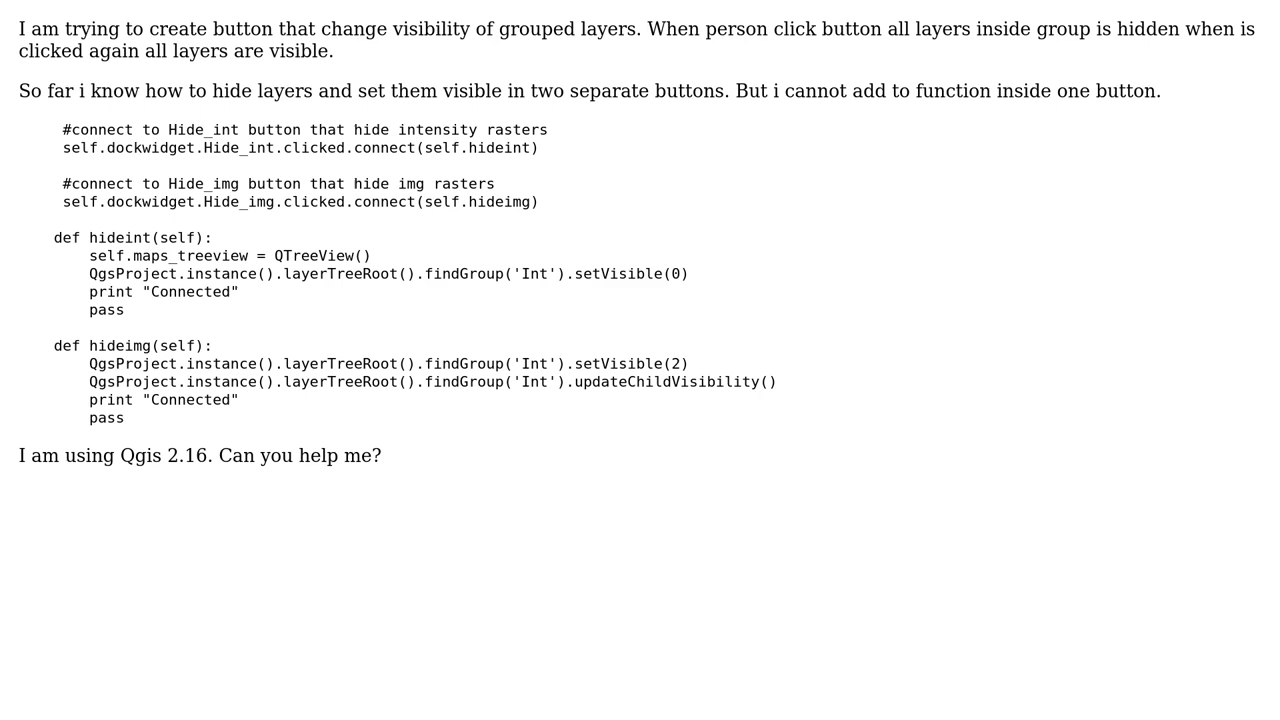 I am trying to create button that change visibility of grouped layers. When person click button all layers inside group is hidden when is
clicked again all layers are visible.
So far i know how to hide layers and set them visible in two separate buttons. But i cannot add to function inside one button.
#connect to Hide_int button that hide intensity rasters
self.dockwidget.Hide_int.clicked.connect(self.hideint)
#connect to Hide_img button that hide img rasters
self.dockwidget.Hide_img.clicked.connect(self.hideimg)
def hideint(self):
self.maps_treeview = QTreeView()
QgsProject.instance().layerTreeRoot().findGroup('Int').setVisible(0)
print "Connected"
pass
def hideimg(self):
QgsProject.instance().layerTreeRoot().findGroup('Int').setVisible(2)
QgsProject.instance().layerTreeRoot().findGroup('Int').updateChildVisibility()
print "Connected"
pass
I am using Qgis 2.16. Can you help me?